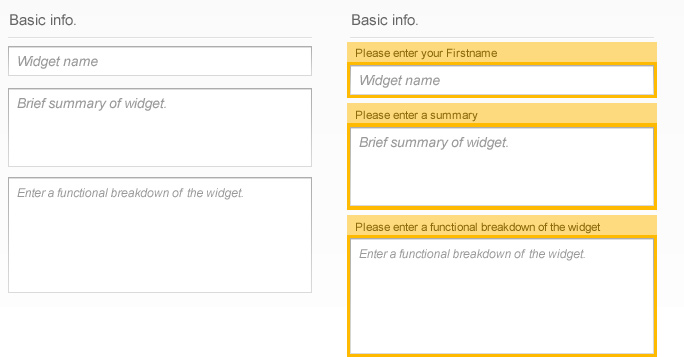 Basic info.
Widget name
Brief summary of widget.
Enter a functional breakdown of the widget.
Basic info.
Please enter your Firstname
Widget name
Please enter a summary
Brief summary of widget.
Please enter a functional breakdown of the widget
Enter a functional breakdown of the widget.